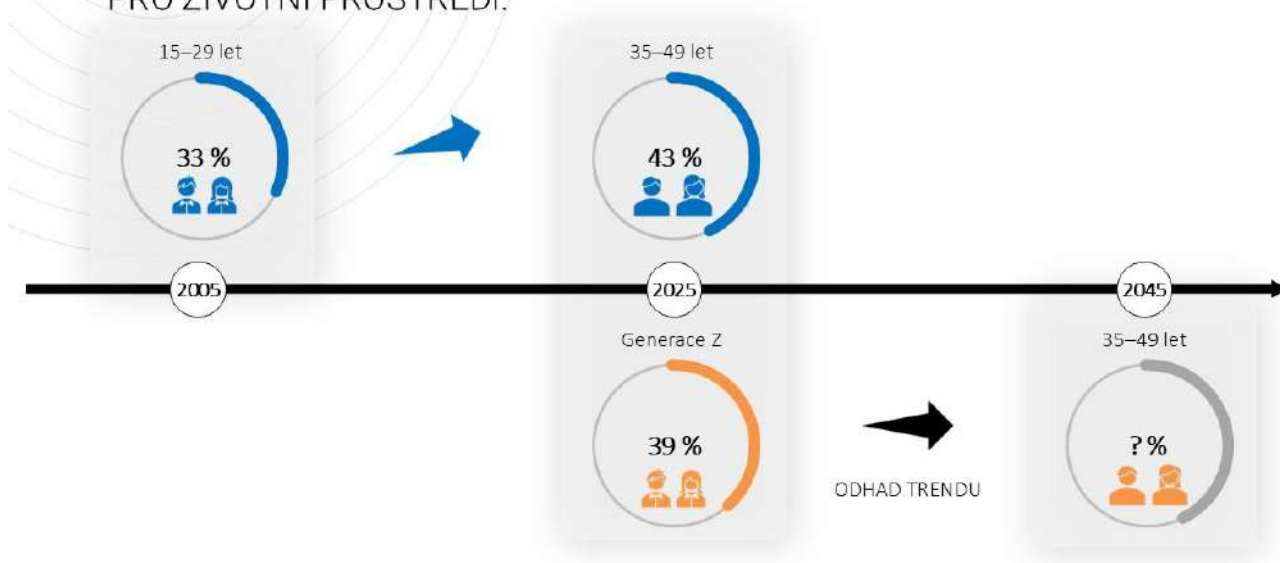 PRO ŽIVOTNÍ PROSTŘEDÍ.
15–29 let
33 %
35–49 let
43 %
2005
2025
2045
Generace Z
39 %
ODHAD TRENDU
35–49 let
? %